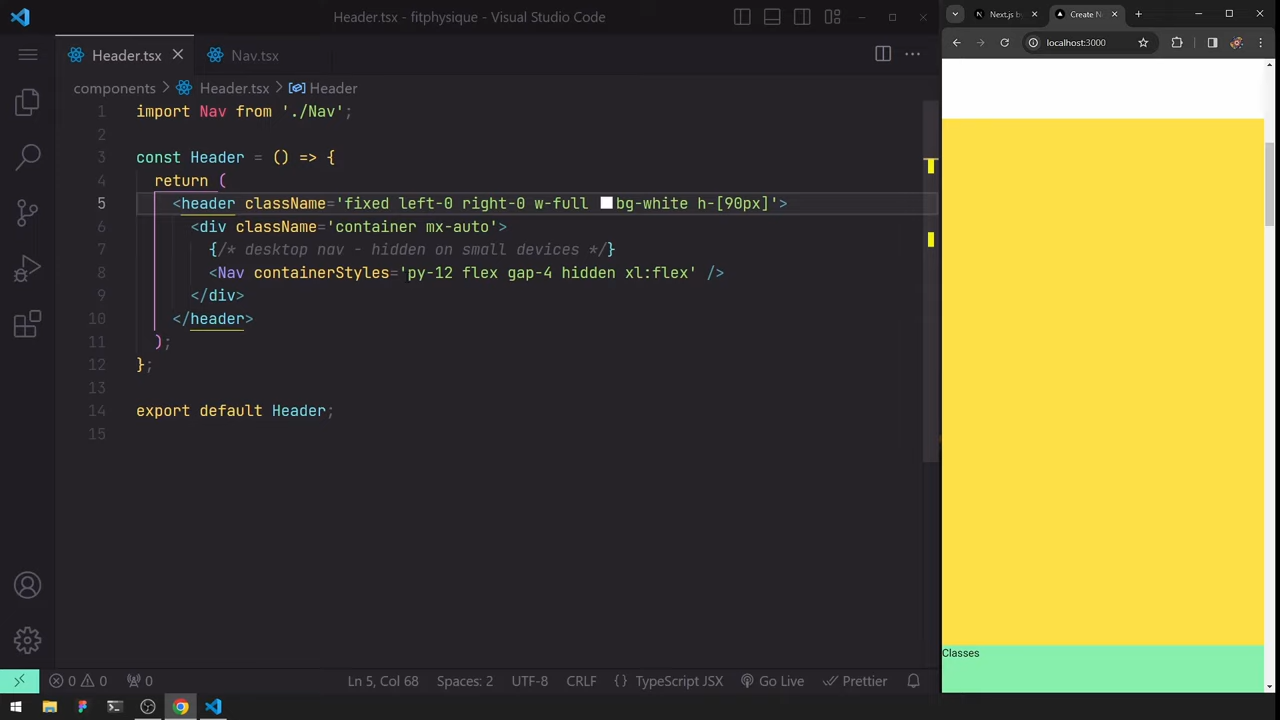 Header.tsx - fitphysique - Visual Studio Code
Header.tsx
Nav.tsx
components > Header.tsx > Header
1 import Nav from './Nav';
2
3 const Header = () => {
4 return (
5 <header className='fixed left-0 right-0 w-full bg-white h-[90px]'>
6 <div className='container mx-auto'>
7 {/* desktop nav - hidden on small devices */}
8 <Nav containerStyles='py-12 flex gap-4 hidden xl:flex' />
9 </div>
10 </header>
11 );
12 };
13
14 export default Header;
15
0 0 0
Ln 5, Col 68
Spaces: 2
UTF-8
CRLF
{} TypeScript JSX
Go Live
Prettier
Next.js by
Create N
localhost:3000
Classes